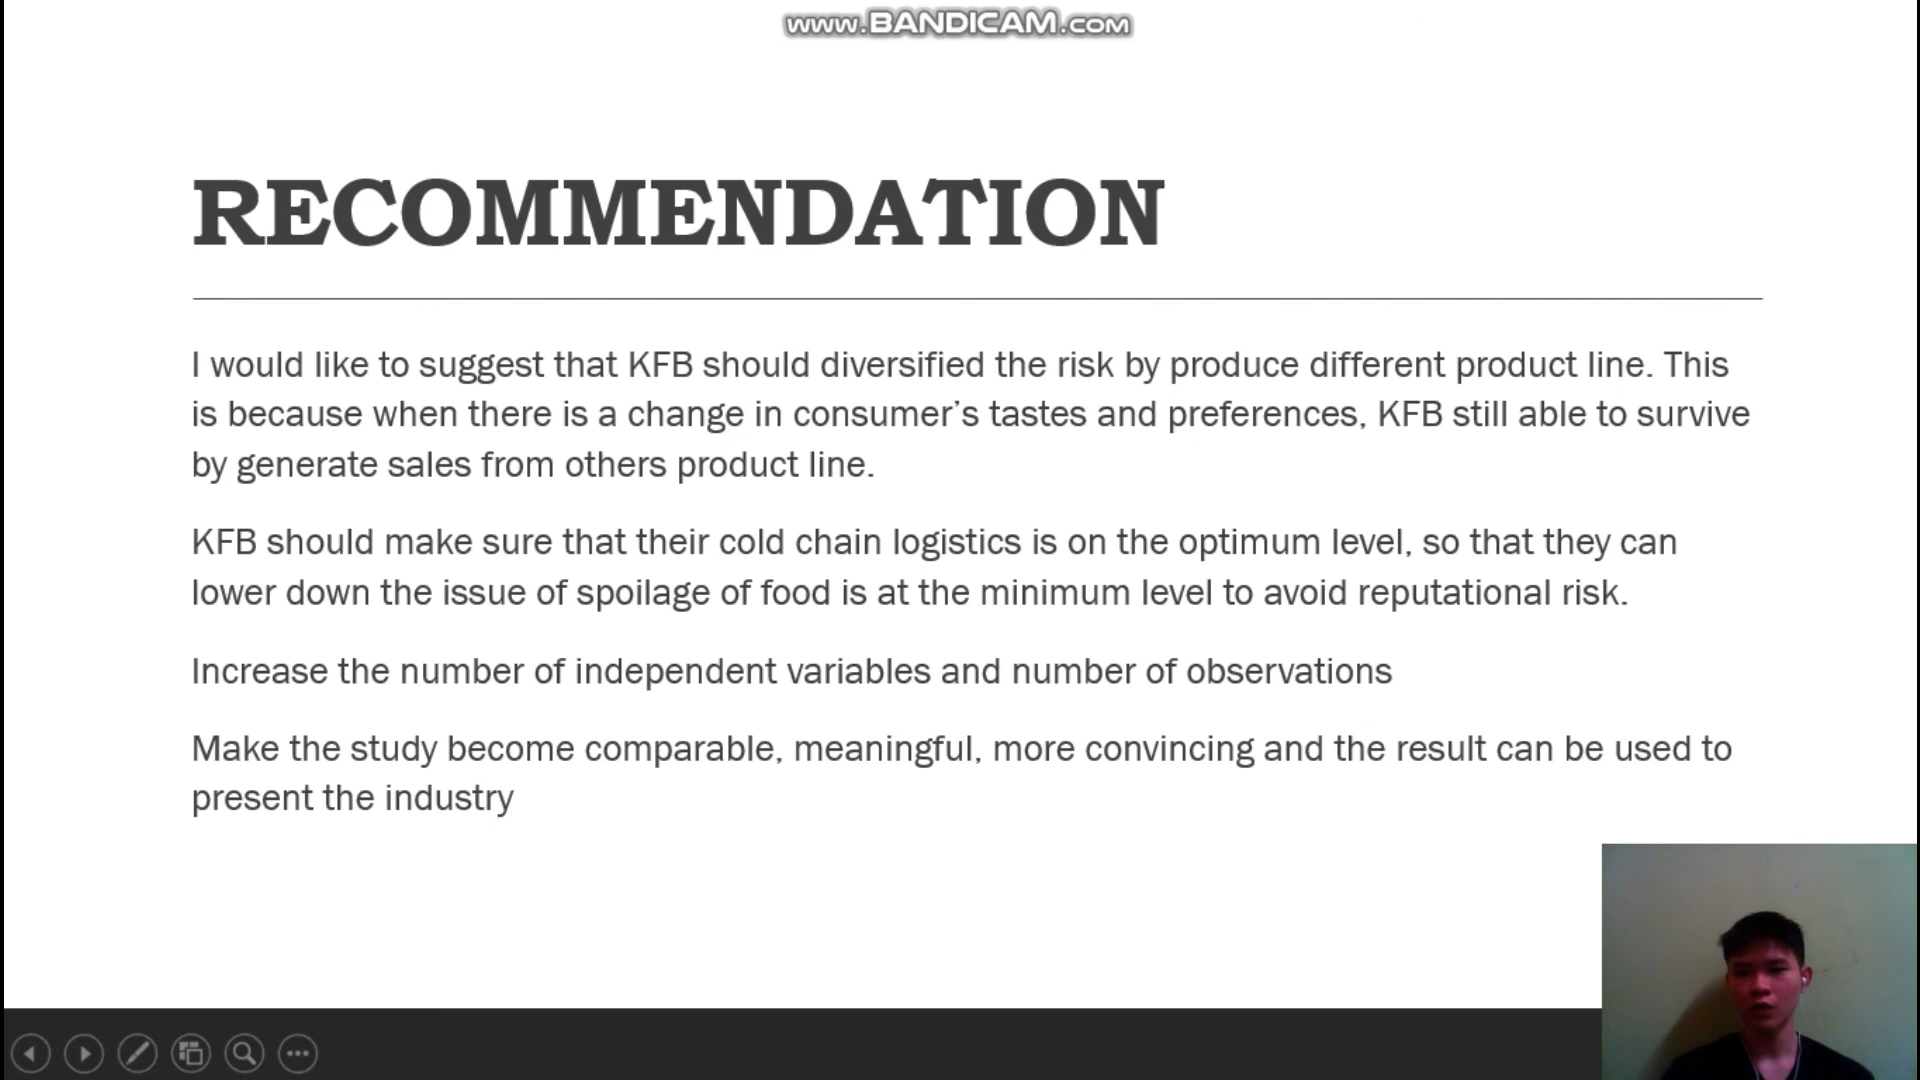 www.BANDICAM.com
RECOMMENDATION
I would like to suggest that KFB should diversified the risk by produce different product line. This
is because when there is a change in consumer’s tastes and preferences, KFB still able to survive
by generate sales from others product line.
KFB should make sure that their cold chain logistics is on the optimum level, so that they can
lower down the issue of spoilage of food is at the minimum level to avoid reputational risk.
Increase the number of independent variables and number of observations
Make the study become comparable, meaningful, more convincing and the result can be used to
present the industry